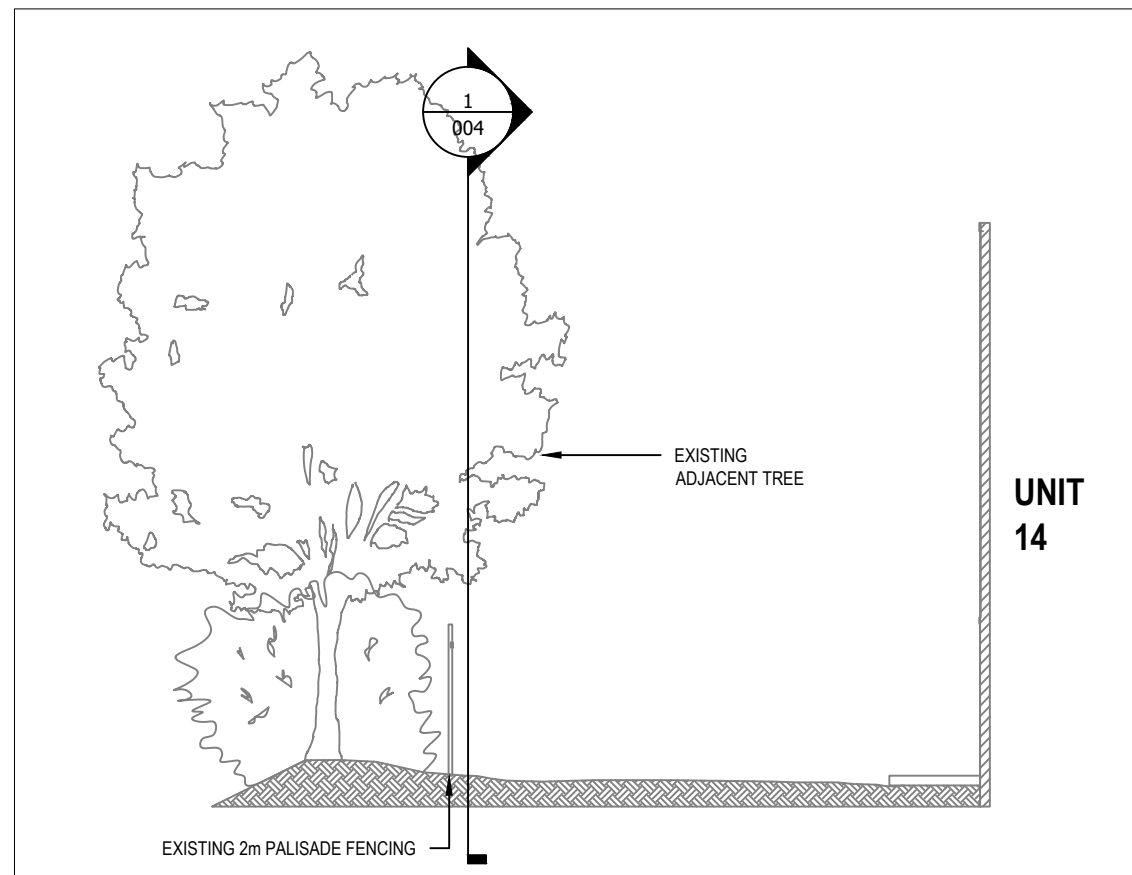 1
004
EXISTING
ADJACENT TREE
UNIT
14
EXISTING 2m PALISADE FENCING